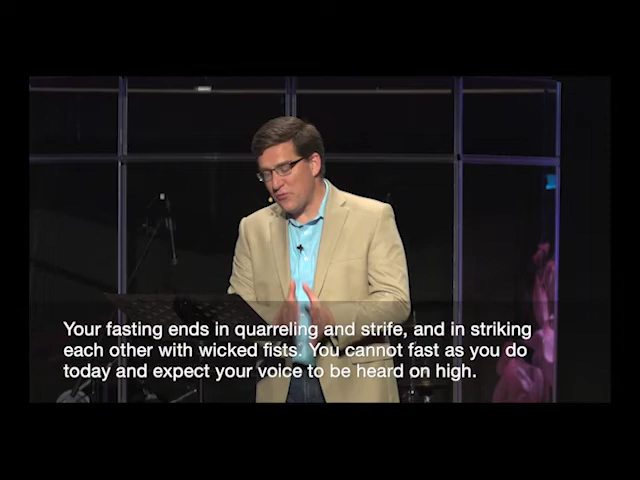 Your fasting ends in quarreling and strife, and in striking
each other with wicked fists. You cannot fast as you do
today and expect your voice to be heard on high.